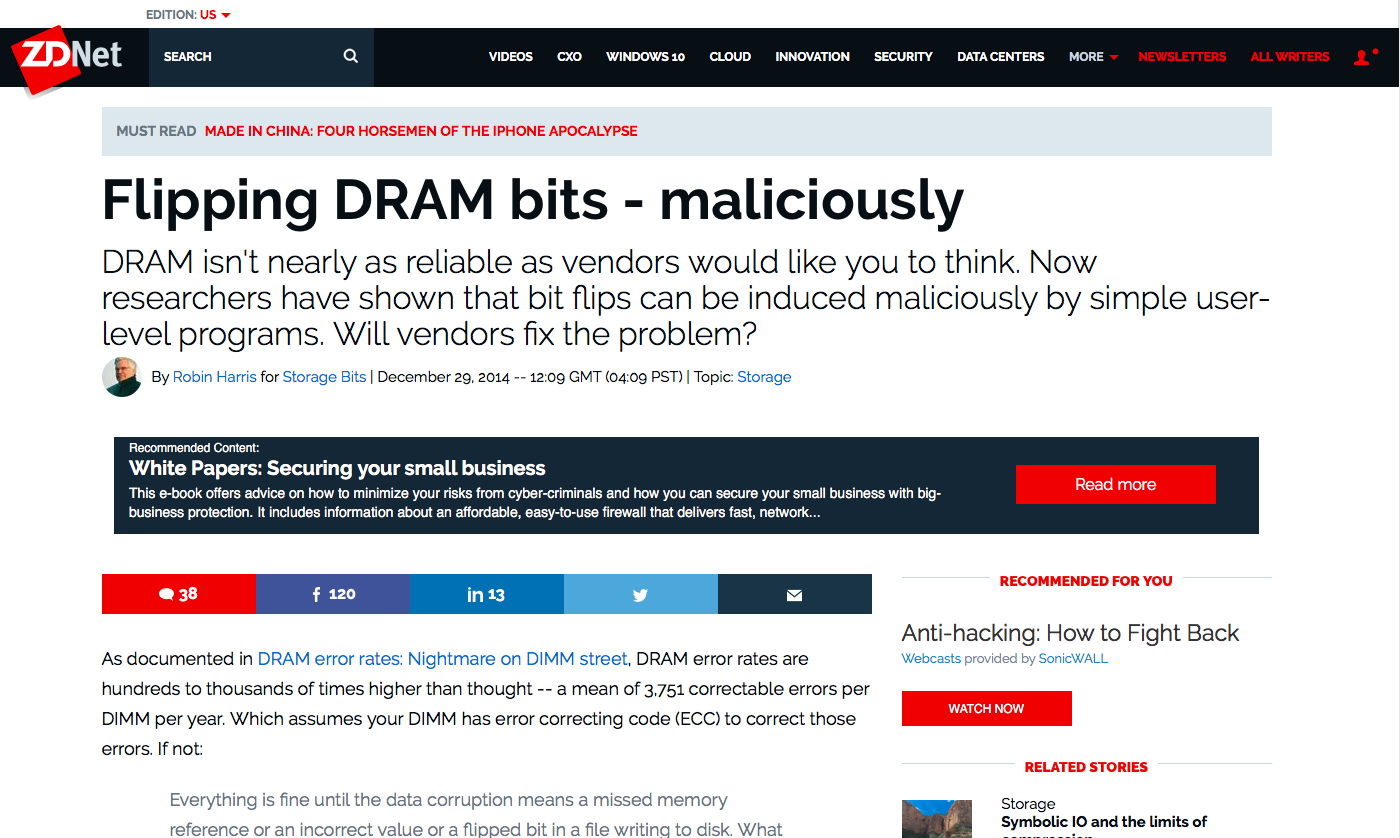 EDITION: US
ZDNet
SEARCH
VIDEOS CXO WINDOWS 10 CLOUD INNOVATION SECURITY DATA CENTERS MORE NEWSLETTERS ALL WRITERS
MUST READ MADE IN CHINA: FOUR HORSEMEN OF THE IPHONE APOCALYPSE
Flipping DRAM bits - maliciously
DRAM isn't nearly as reliable as vendors would like you to think. Now
researchers have shown that bit flips can be induced maliciously by simple user-
level programs. Will vendors fix the problem?
By Robin Harris for Storage Bits | December 29, 2014 -- 12:09 GMT (04:09 PST) | Topic: Storage
Recommended Content:
White Papers: Securing your small business
This e-book offers advice on how to minimize your risks from cyber-criminals and how you can secure your small business with big-
business protection. It includes information about an affordable, easy-to-use firewall that delivers fast, network...
Read more
38 120 in 13
As documented in DRAM error rates: Nightmare on DIMM street, DRAM error rates are
hundreds to thousands of times higher than thought -- a mean of 3,751 correctable errors per
DIMM per year. Which assumes your DIMM has error correcting code (ECC) to correct those
errors. If not:
Everything is fine until the data corruption means a missed memory
reference or an incorrect value or a flipped bit in a file writing to disk. What
RECOMMENDED FOR YOU
Anti-hacking: How to Fight Back
Webcasts provided by SonicWALL
WATCH NOW
RELATED STORIES
Storage
Symbolic IO and the limits of